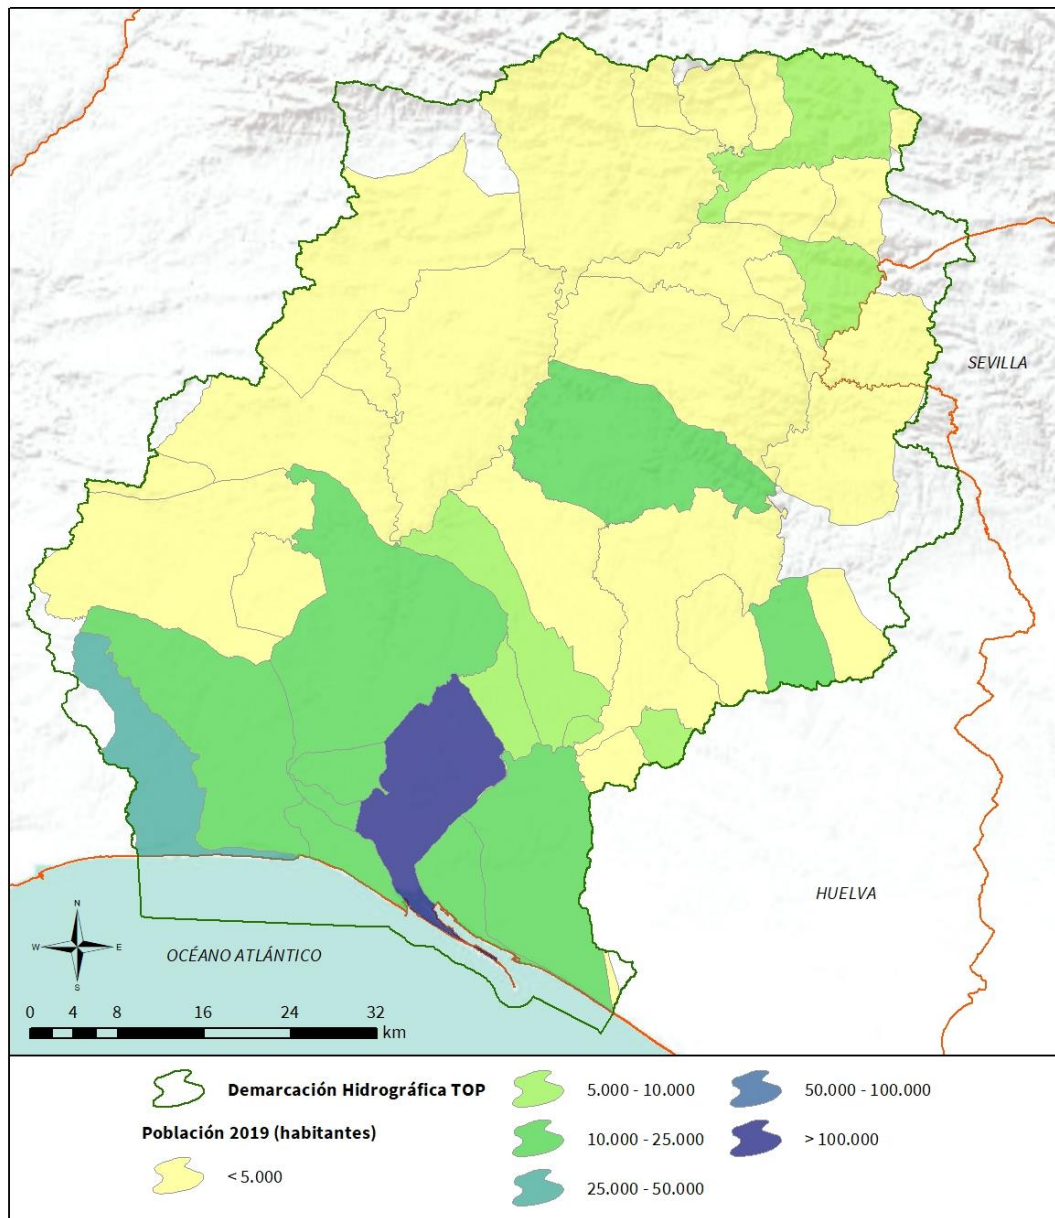 SEVILLA
HUELVA
N
W E
S
OCÉANO ATLÁNTICO
0 4 8 16 24 32
km
Demarcación Hidrográfica TOP
Población 2019 (habitantes)
< 5.000
5.000 - 10.000
10.000 - 25.000
25.000 - 50.000
50.000 - 100.000
> 100.000